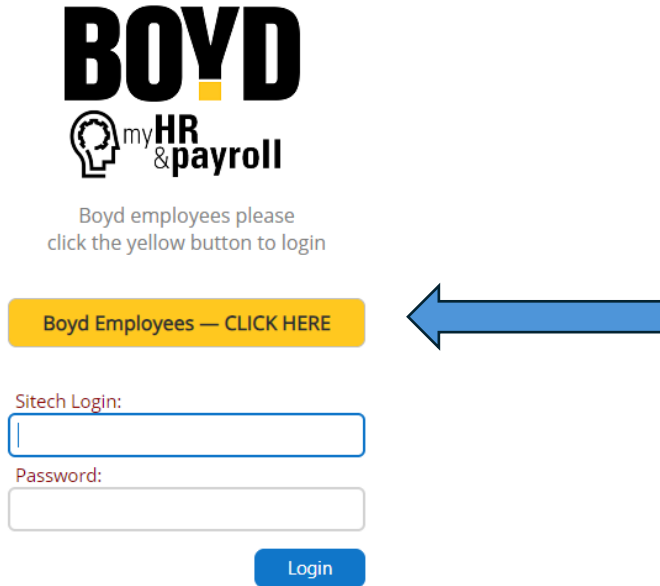 BOYD
myHR
&payroll
Boyd employees please
click the yellow button to login
Boyd Employees — CLICK HERE
Sitech Login:
Password:
Login